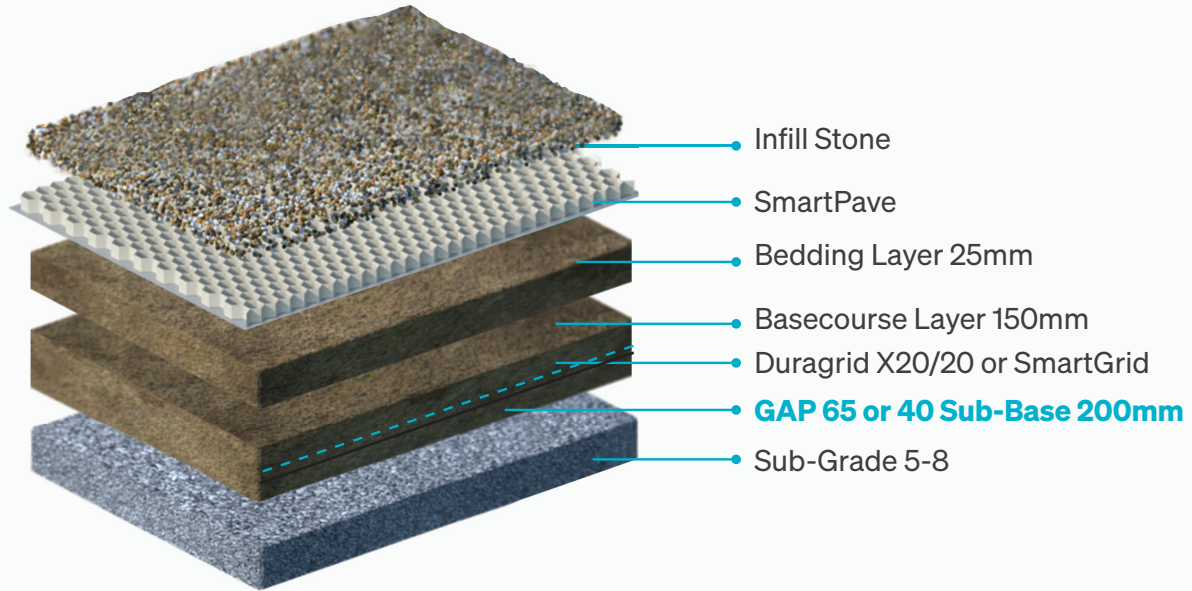 Infill Stone
SmartPave
Bedding Layer 25mm
Basecourse Layer 150mm
Duragrid X20/20 or SmartGrid
GAP 65 or 40 Sub-Base 200mm
Sub-Grade 5-8